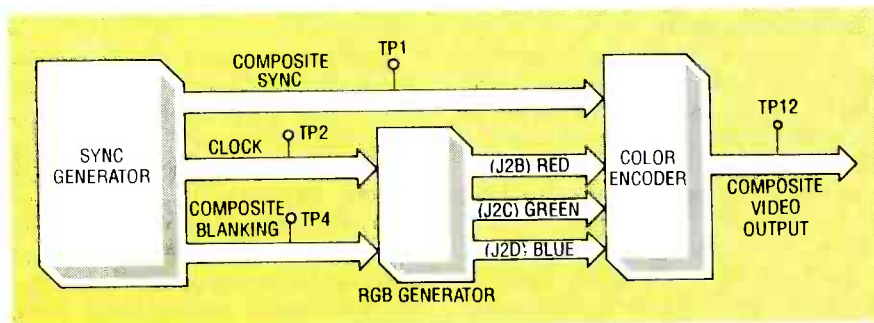 COMPOSITE
SYNC
TP1
SYNC
GENERATOR
CLOCK
TP2
COMPOSITE
BLANKING
TP4
RGB GENERATOR
(J2B) RED
(J2C) GREEN
(J2D) BLUE
COLOR
ENCODER
TP12
COMPOSITE
VIDEO
OUTPUT